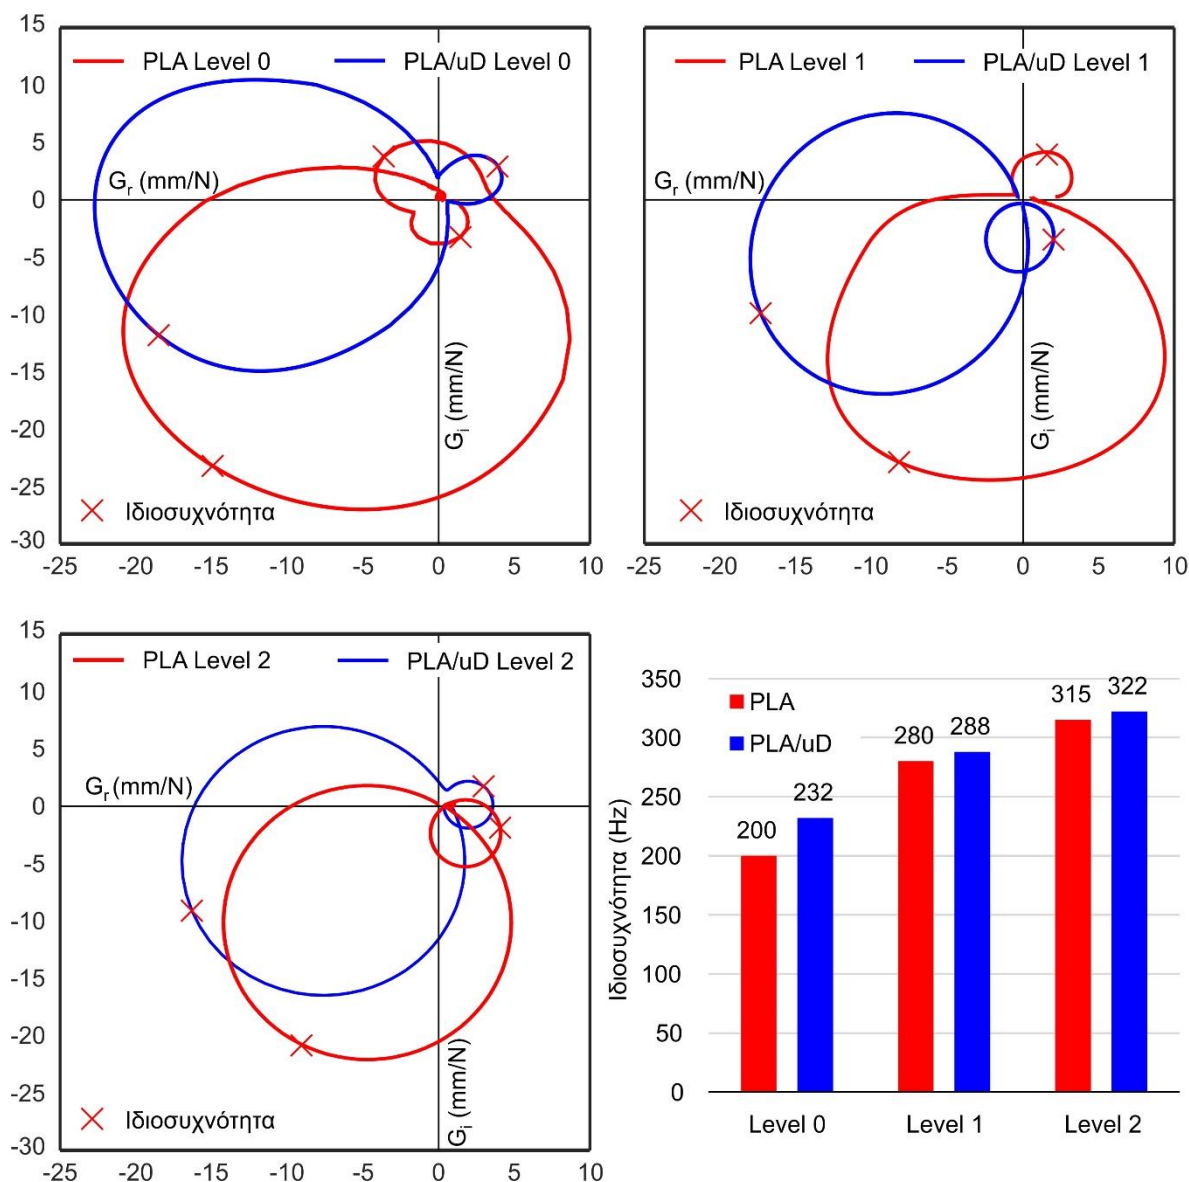 15
10
5
0
-5
-10
-15
-20
-25
-30
-25 -20 -15 -10 -5 0 5 10
PLA Level 0 PLA/uD Level 0
Gr (mm/N)
Gi (mm/N)
Ιδιοσυχνότητα
PLA Level 1 PLA/uD Level 1
Gr (mm/N)
Gi (mm/N)
Ιδιοσυχνότητα
-25 -20 -15 -10 -5 0 5 10
15
10
5
0
-5
-10
-15
-20
-25
-30
PLA Level 2 PLA/uD Level 2
Gr (mm/N)
Gi (mm/N)
Ιδιοσυχνότητα
-25 -20 -15 -10 -5 0 5 10
Ιδιοσυχνότητα (Hz)
350
300
250
200
150
100
50
0
PLA
PLA/uD
200 232 280 288 315 322
Level 0 Level 1 Level 2